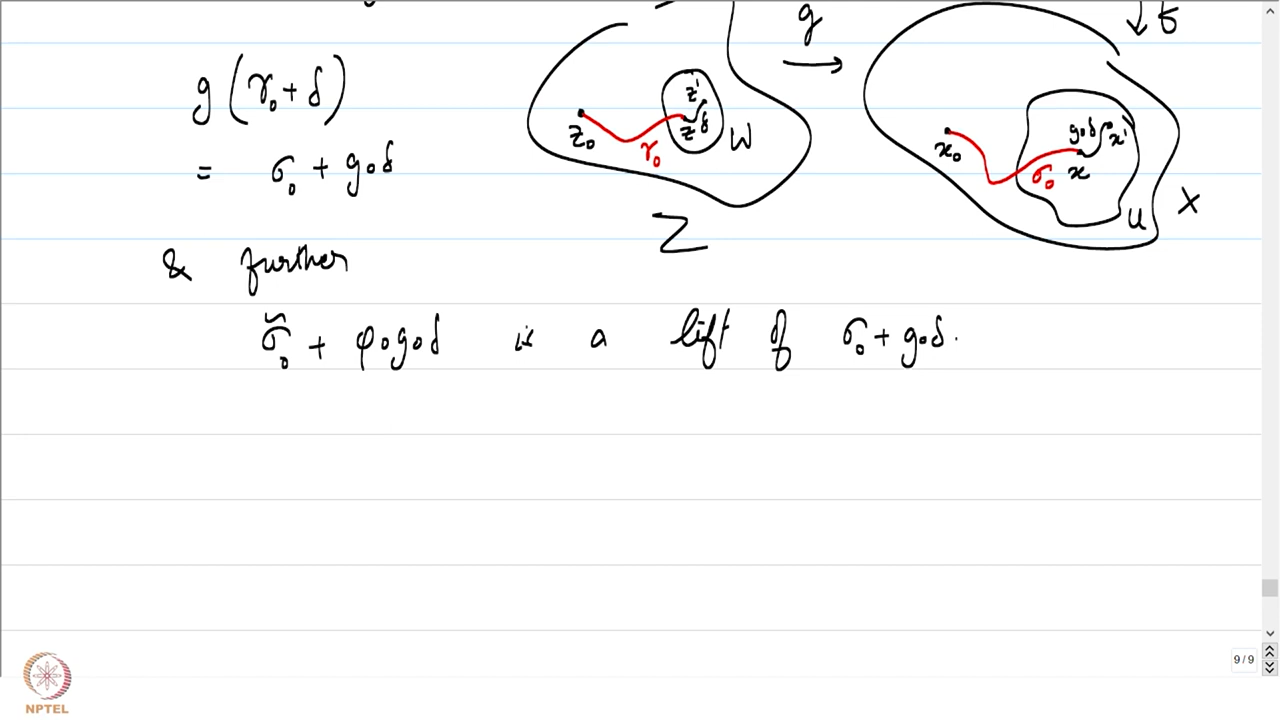 g (γ₀ + δ)
= σ₀ + g∘δ
& further
σ̃₀ + φ∘g∘δ is a lift of σ₀ + g∘δ.
z₀
γ₀
z'
z δ
W
Z
g
x₀
σ₀
g∘δ
x'
x
U
X
9 / 9
NPTEL